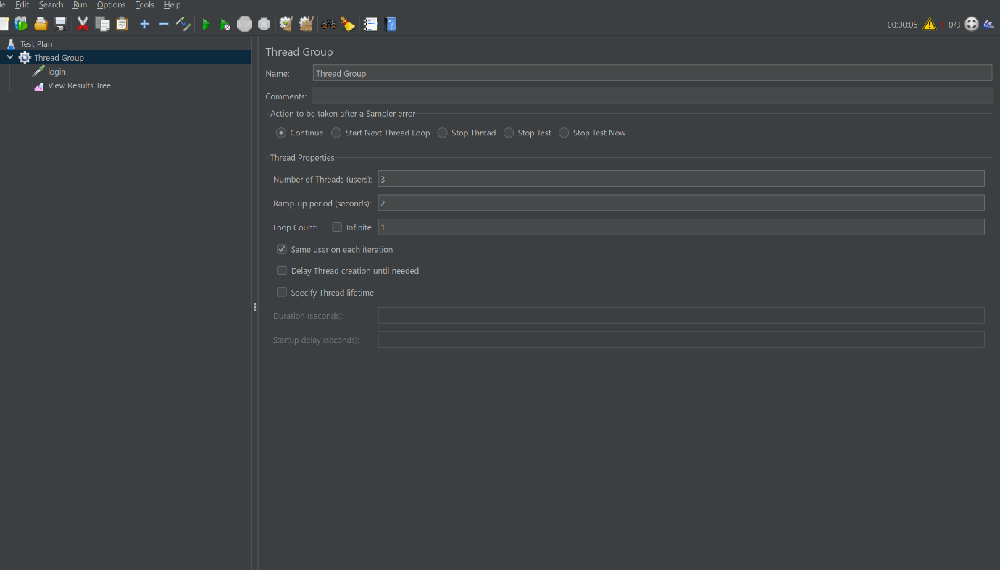 le Edit Search Run Options Tools Help
STOP 00:00:06 ! 0/3
Test Plan
Thread Group
login
View Results Tree
Thread Group
Name: Thread Group
Comments:
Action to be taken after a Sampler error
Continue Start Next Thread Loop Stop Thread Stop Test Stop Test Now
Thread Properties
Number of Threads (users): 3
Ramp-up period (seconds): 2
Loop Count: Infinite 1
Same user on each iteration
Delay Thread creation until needed
Specify Thread lifetime
Duration (seconds):
Startup delay (seconds):